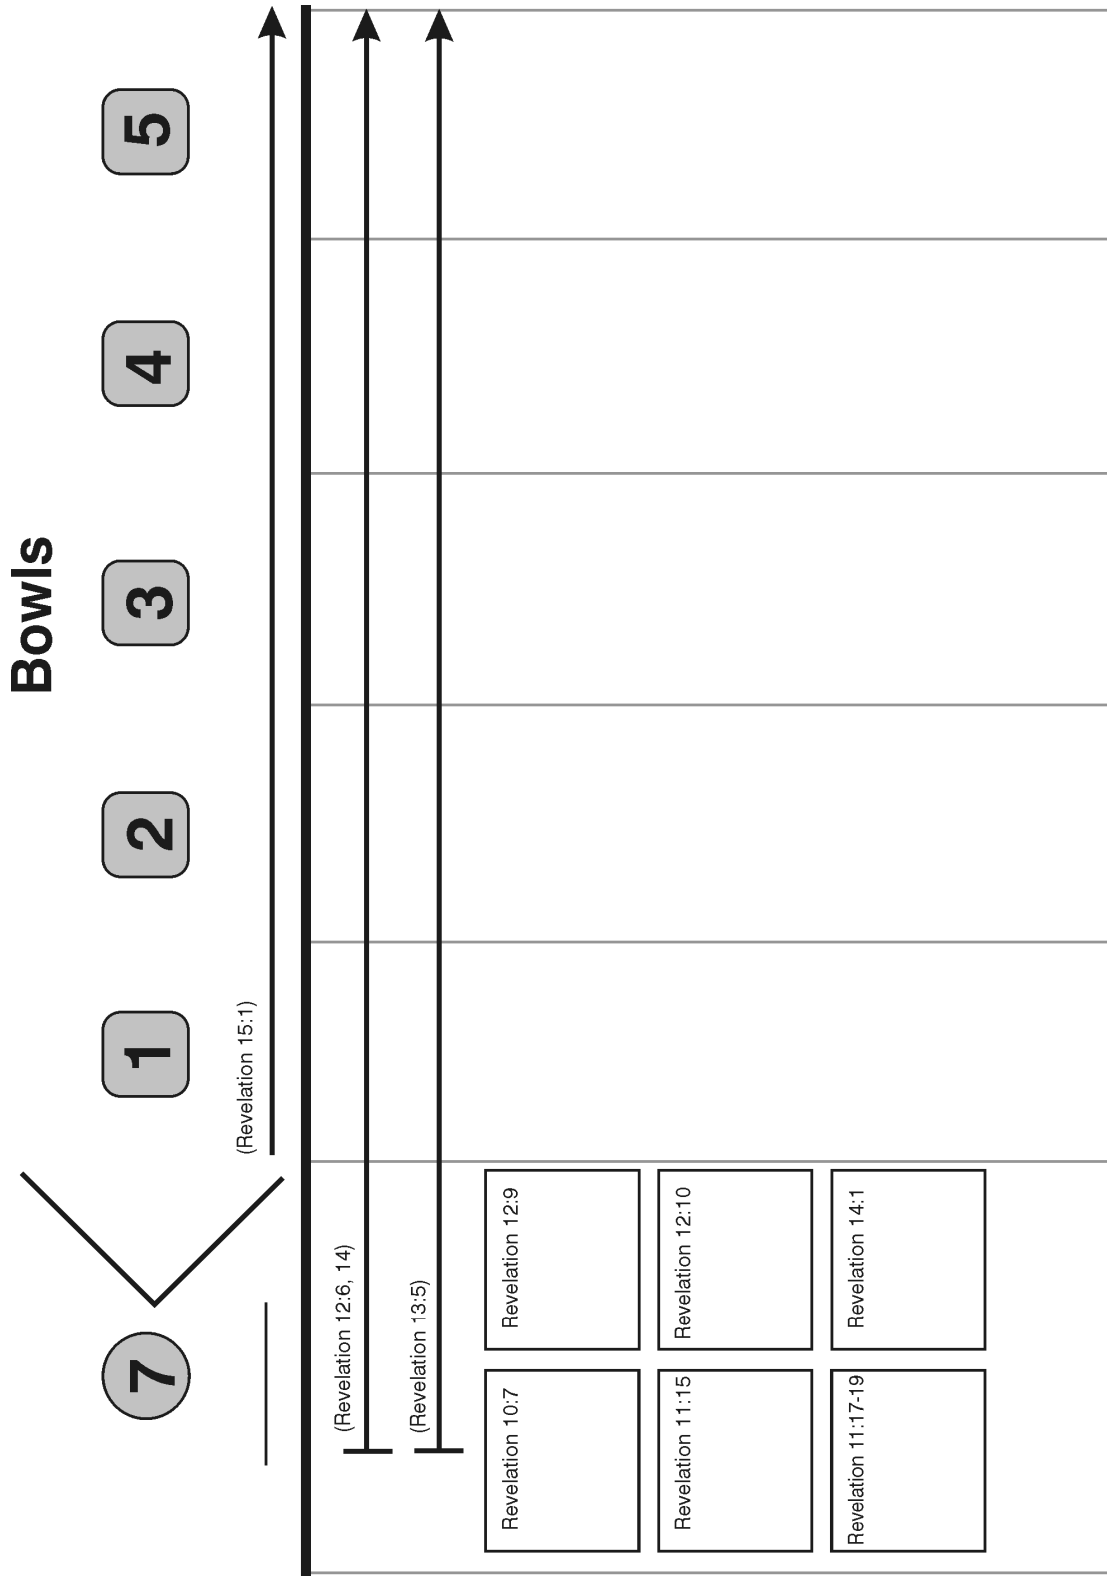 Bowls
7
1
2
3
4
5
(Revelation 15:1)
(Revelation 12:6, 14)
(Revelation 13:5)
Revelation 10:7
Revelation 12:9
Revelation 11:15
Revelation 12:10
Revelation 11:17-19
Revelation 14:1